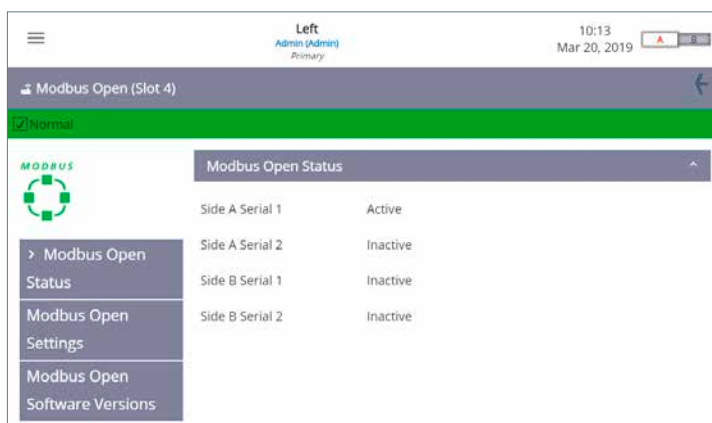 Left
Admin (Admin)
Primary
10:13
Mar 20, 2019
A
B
Modbus Open (Slot 4)
Normal
MODBUS
> Modbus Open
Status
Modbus Open
Settings
Modbus Open
Software Versions
Modbus Open Status
Side A Serial 1 Active
Side A Serial 2 Inactive
Side B Serial 1 Inactive
Side B Serial 2 Inactive